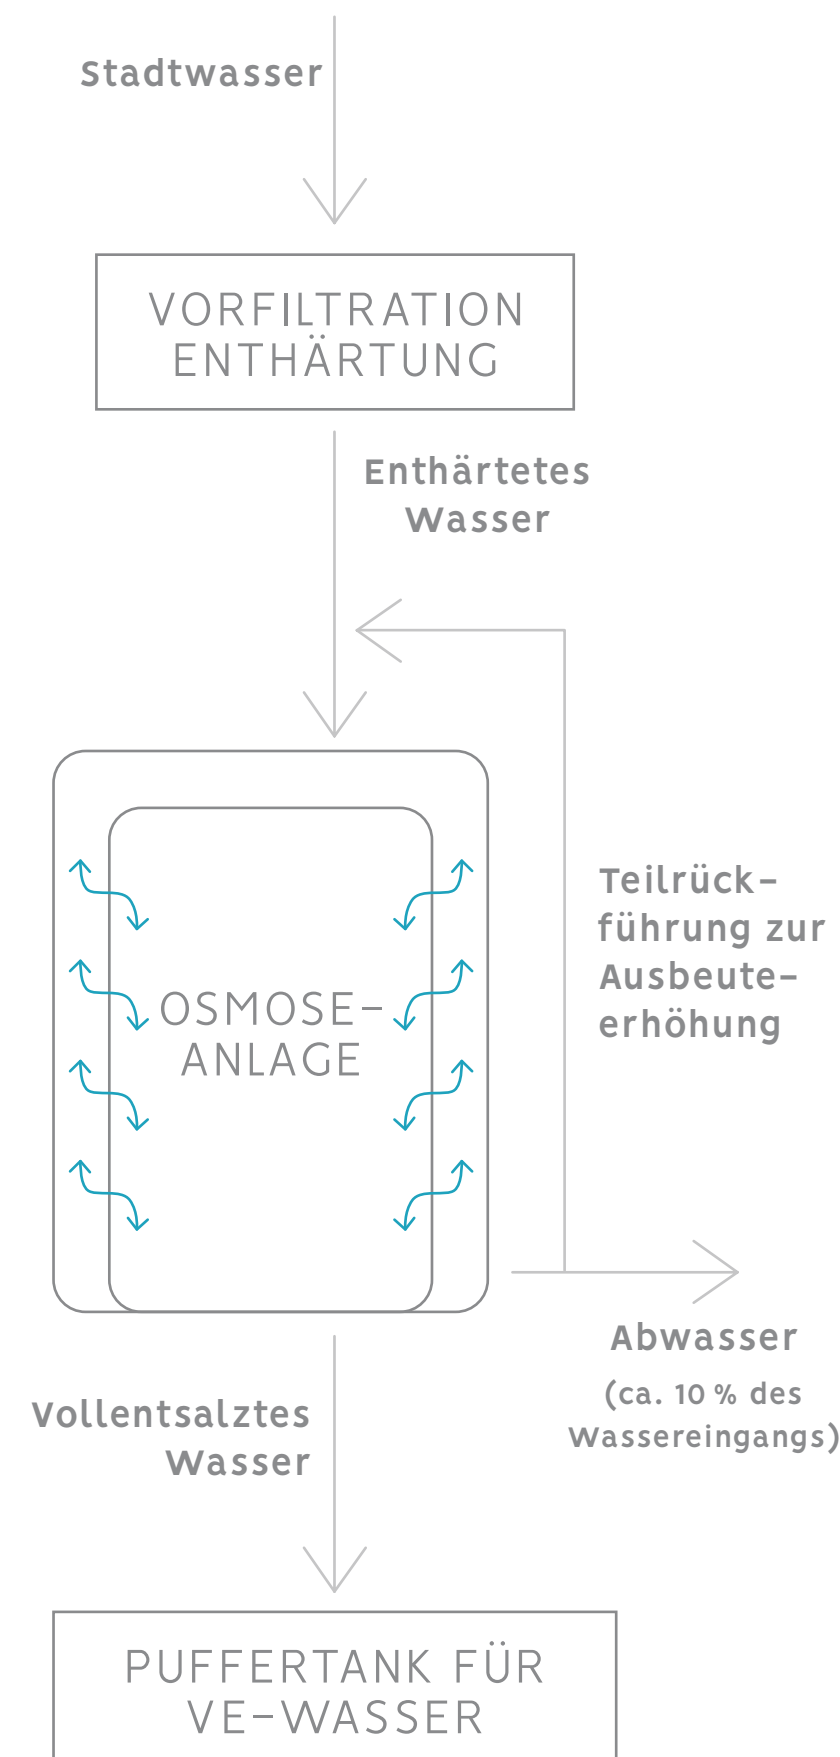 Stadtwasser
VORFILTRATION
ENTHÄRTUNG
Enthärtetes
Wasser
Teilrück-
führung zur
Ausbeute-
erhöhung
OSMOSE-
ANLAGE
Abwasser
(ca. 10 % des
Wassereingangs)
Vollentsalztes
Wasser
PUFFERTANK FÜR
VE-WASSER